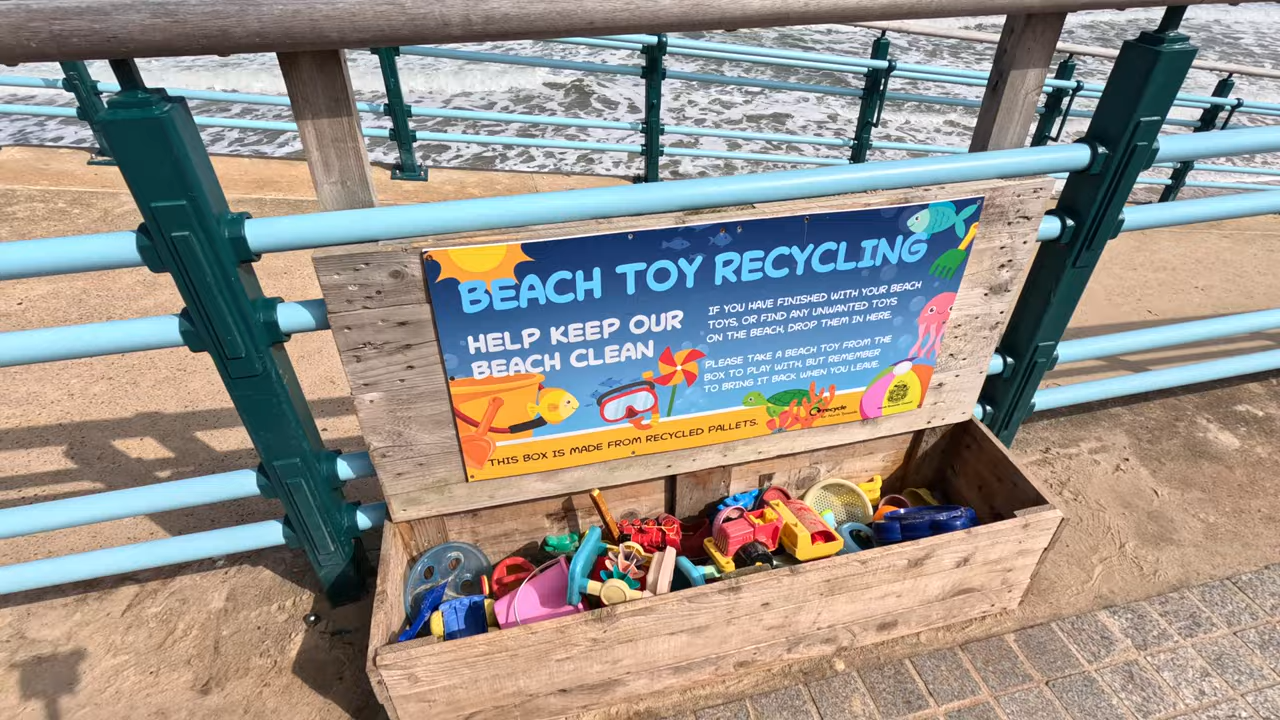 BEACH TOY RECYCLING
HELP KEEP OUR
BEACH CLEAN
IF YOU HAVE FINISHED WITH YOUR BEACH
TOYS, OR FIND ANY UNWANTED TOYS
ON THE BEACH, DROP THEM IN HERE.
PLEASE TAKE A BEACH TOY FROM THE
BOX TO PLAY WITH, BUT REMEMBER
TO BRING IT BACK WHEN YOU LEAVE.
recycle
THIS BOX IS MADE FROM RECYCLED PALLETS.